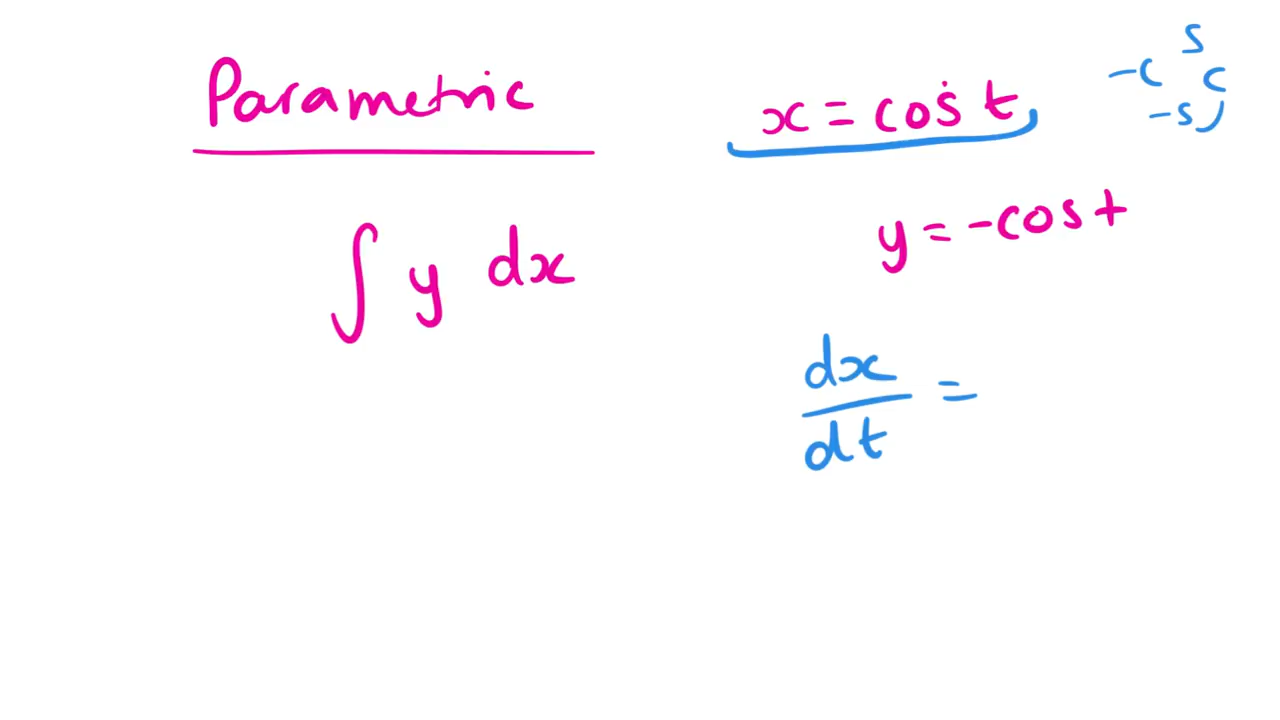 Parametric
∫ y dx
x = cos t
y = -cos t
dx/dt =
S
-C C
-S